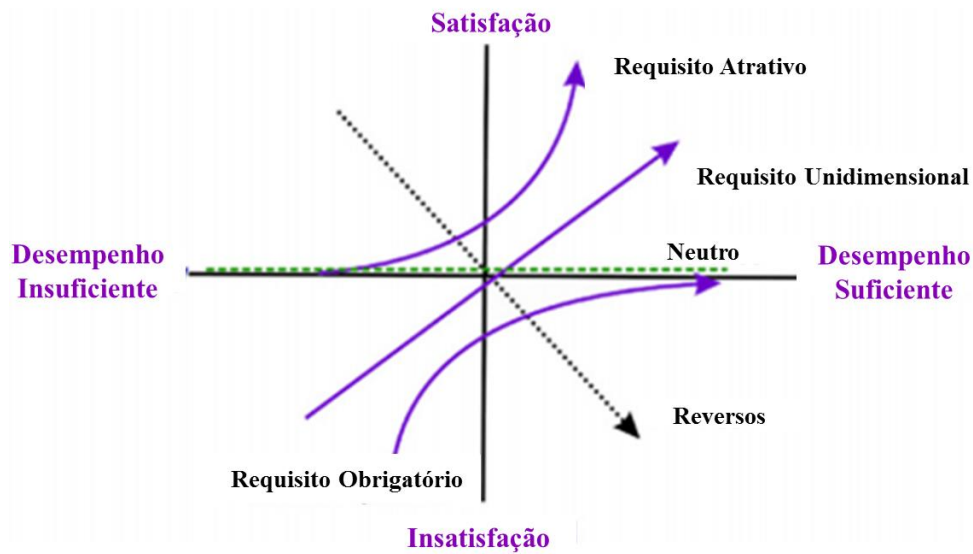 Satisfação
Requisito Atrativo
Requisito Unidimensional
Neutro
Desempenho
Insuficiente
Desempenho
Suficiente
Reversos
Requisito Obrigatório
Insatisfação